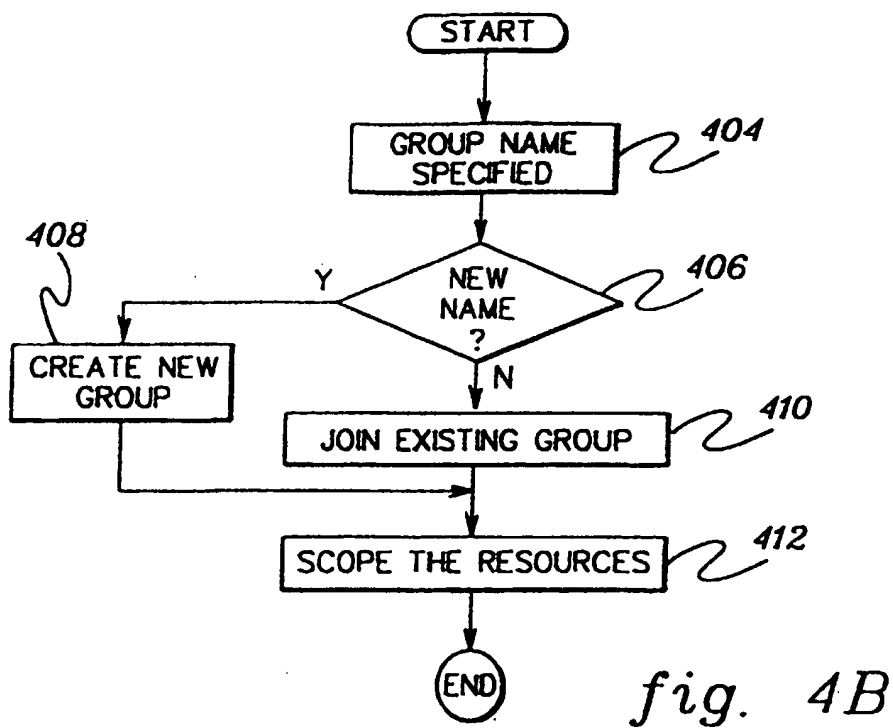 START
GROUP NAME
SPECIFIED
404
408
Y
NEW
NAME
?
406
CREATE NEW
GROUP
N
JOIN EXISTING GROUP
410
SCOPE THE RESOURCES
412
END
fig. 4B